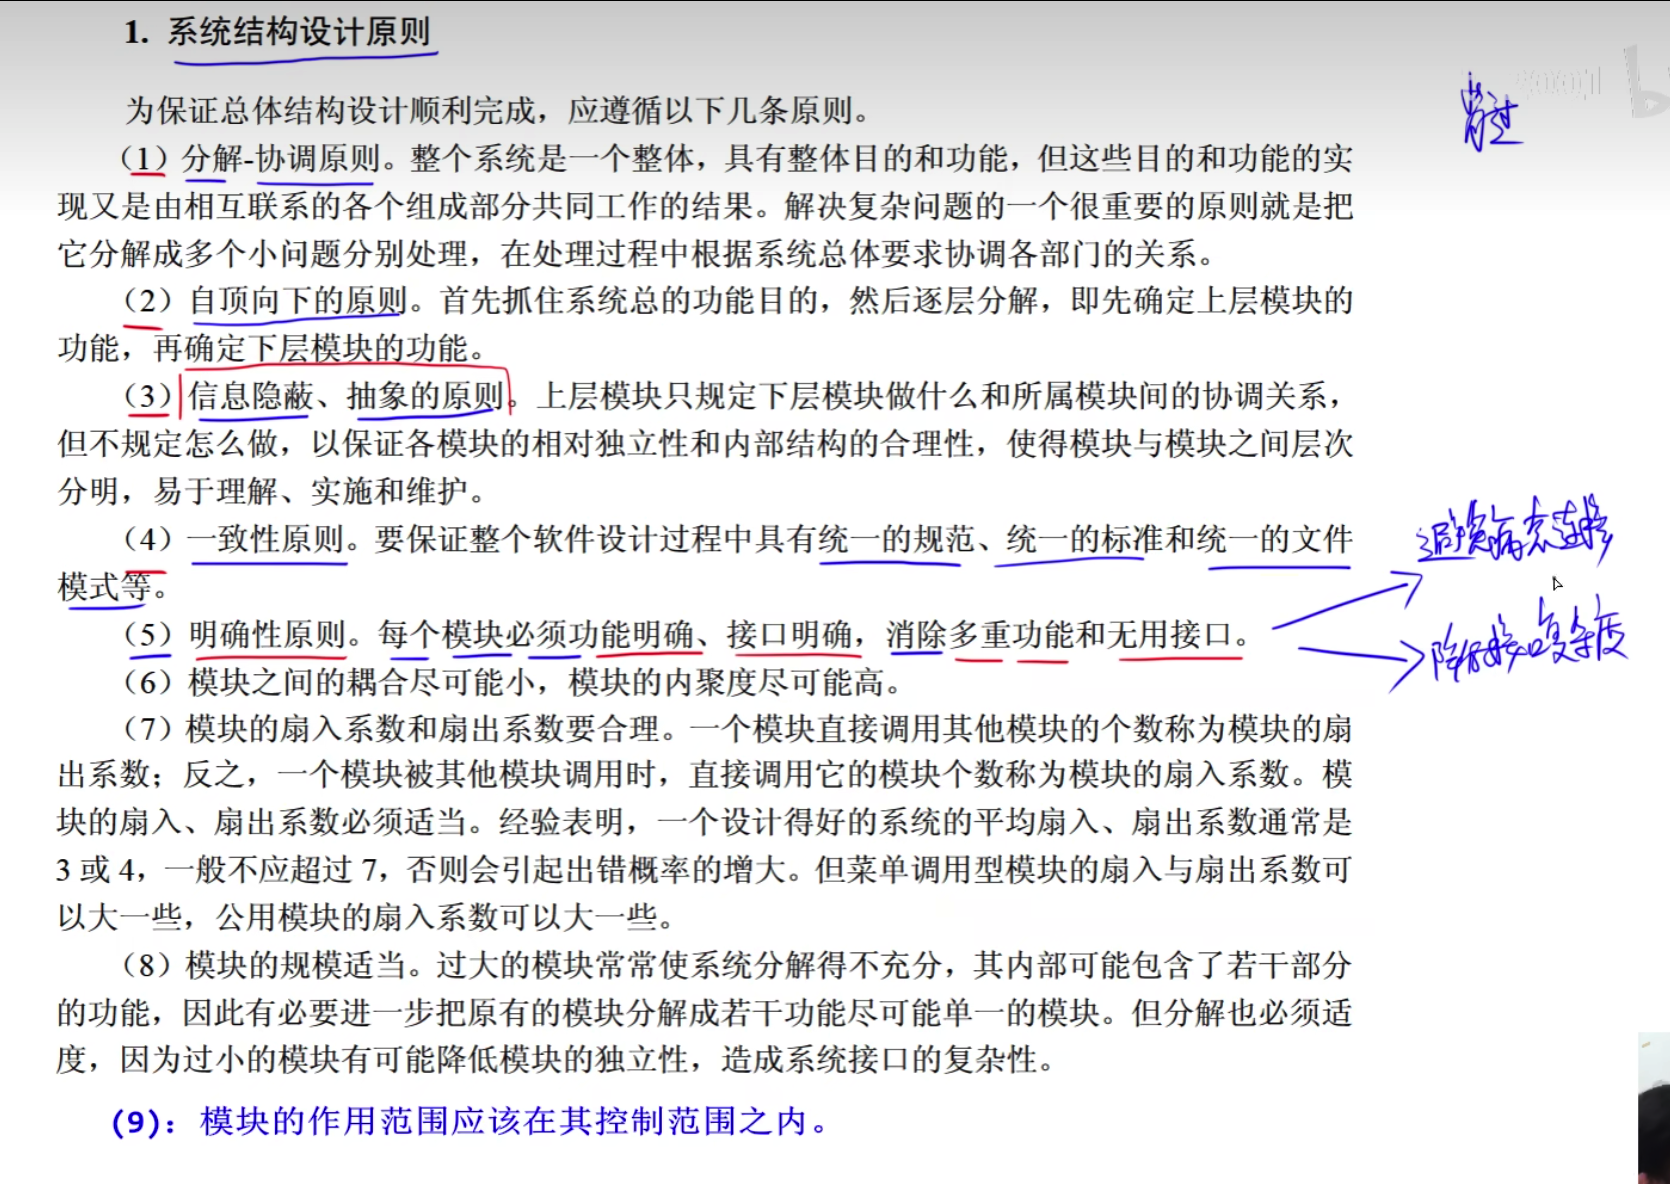 1. 系统结构设计原则
为保证总体结构设计顺利完成，应遵循以下几条原则。
（1）分解-协调原则。整个系统是一个整体，具有整体目的和功能，但这些目的和功能的实
现又是由相互联系的各个组成部分共同工作的结果。解决复杂问题的一个很重要的原则就是把
它分解成多个小问题分别处理，在处理过程中根据系统总体要求协调各部门的关系。
（2）自顶向下的原则。首先抓住系统总的功能目的，然后逐层分解，即先确定上层模块的
功能，再确定下层模块的功能。
（3）信息隐蔽、抽象的原则。上层模块只规定下层模块做什么和所属模块间的协调关系，
但不规定怎么做，以保证各模块的相对独立性和内部结构的合理性，使得模块与模块之间层次
分明，易于理解、实施和维护。
（4）一致性原则。要保证整个软件设计过程中具有统一的规范、统一的标准和统一的文件
模式等。
避免病态连接
（5）明确性原则。每个模块必须功能明确、接口明确，消除多重功能和无用接口。
降低接口复杂度
（6）模块之间的耦合尽可能小，模块的内聚度尽可能高。
（7）模块的扇入系数和扇出系数要合理。一个模块直接调用其他模块的个数称为模块的扇
出系数；反之，一个模块被其他模块调用时，直接调用它的模块个数称为模块的扇入系数。模
块的扇入、扇出系数必须适当。经验表明，一个设计得好的系统的平均扇入、扇出系数通常是
3 或 4，一般不应超过 7，否则会引起出错概率的增大。但菜单调用型模块的扇入与扇出系数可
以大一些，公用模块的扇入系数可以大一些。
（8）模块的规模适当。过大的模块常常使系统分解得不充分，其内部可能包含了若干部分
的功能，因此有必要进一步把原有的模块分解成若干功能尽可能单一的模块。但分解也必须适
度，因为过小的模块有可能降低模块的独立性，造成系统接口的复杂性。
(9)：模块的作用范围应该在其控制范围之内。